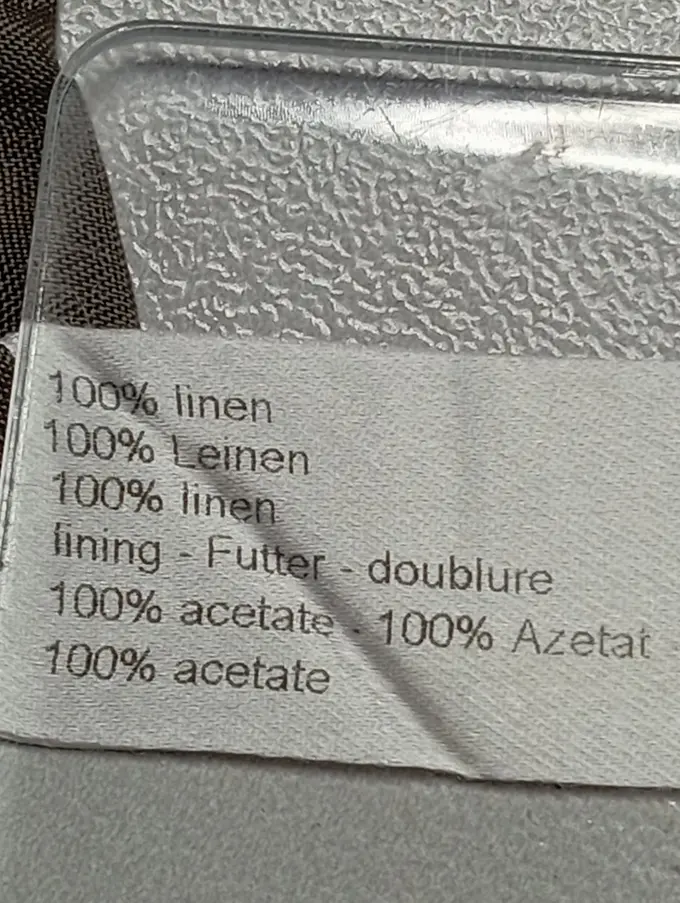 100% linen
100% Leinen
100% linen
lining - Futter - doublure
100% acetate - 100% Azetat -
100% acetate